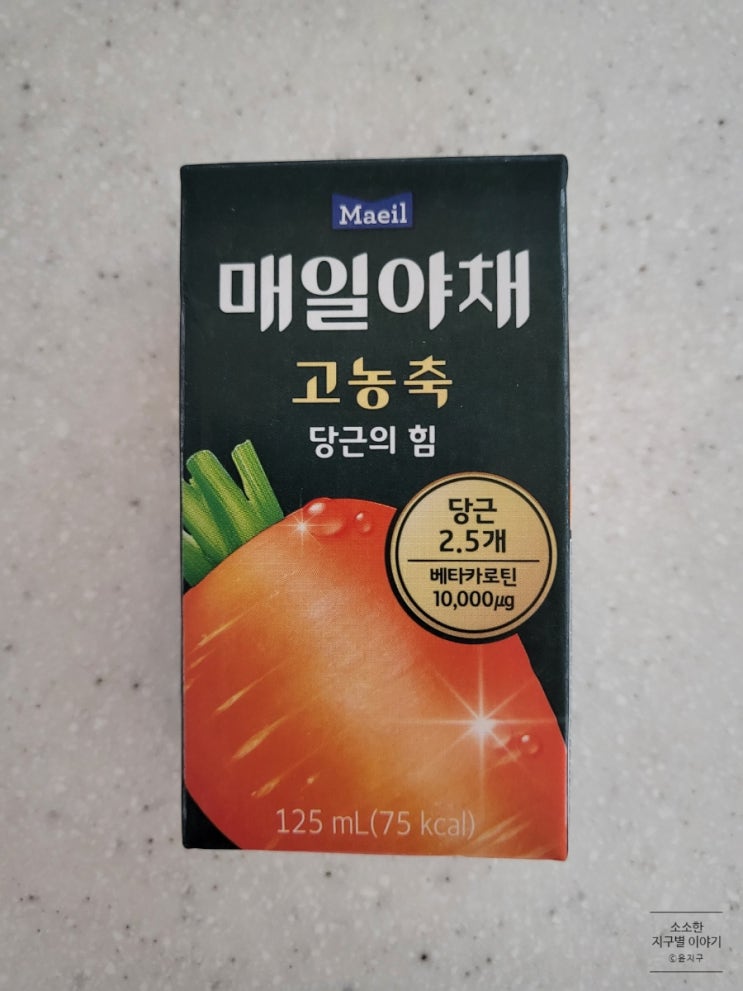 Maeil
매일야채
고농축
당근의 힘
당근
2.5개
베타카로틴
10,000㎍
125 mL(75 kcal)
소소한
지구별 이야기
ⓒ윤지구